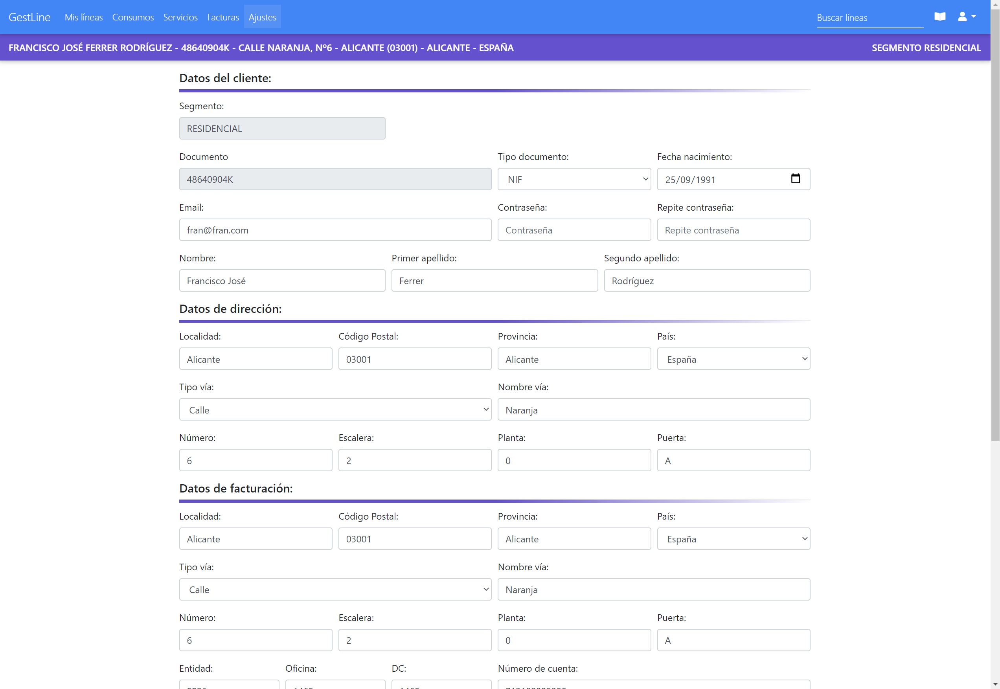 GestLine Mis líneas Consumos Servicios Facturas Ajustes Buscar líneas
FRANCISCO JOSÉ FERRER RODRÍGUEZ - 48640904K - CALLE NARANJA, Nº6 - ALICANTE (03001) - ALICANTE - ESPAÑA SEGMENTO RESIDENCIAL
Datos del cliente:
Segmento:
RESIDENCIAL
Documento Tipo documento: Fecha nacimiento:
48640904K NIF 25/09/1991
Email: Contraseña: Repite contraseña:
fran@fran.com Contraseña Repite contraseña
Nombre: Primer apellido: Segundo apellido:
Francisco José Ferrer Rodríguez
Datos de dirección:
Localidad: Código Postal: Provincia: País:
Alicante 03001 Alicante España
Tipo vía: Nombre vía:
Calle Naranja
Número: Escalera: Planta: Puerta:
6 2 0 A
Datos de facturación:
Localidad: Código Postal: Provincia: País:
Alicante 03001 Alicante España
Tipo vía: Nombre vía:
Calle Naranja
Número: Escalera: Planta: Puerta:
6 2 0 A
Entidad: Oficina: DC: Número de cuenta: